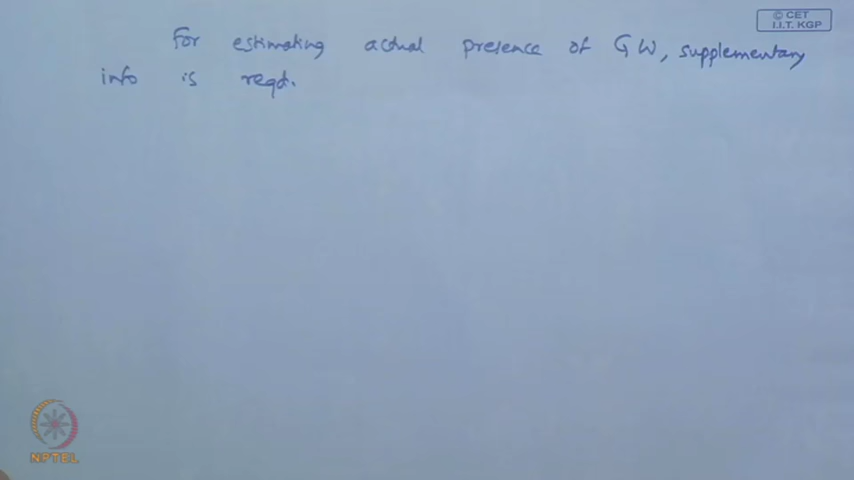 © CET
I.I.T. KGP
For estimating actual presence of GW, supplementary
info is reqd.
NPTEL